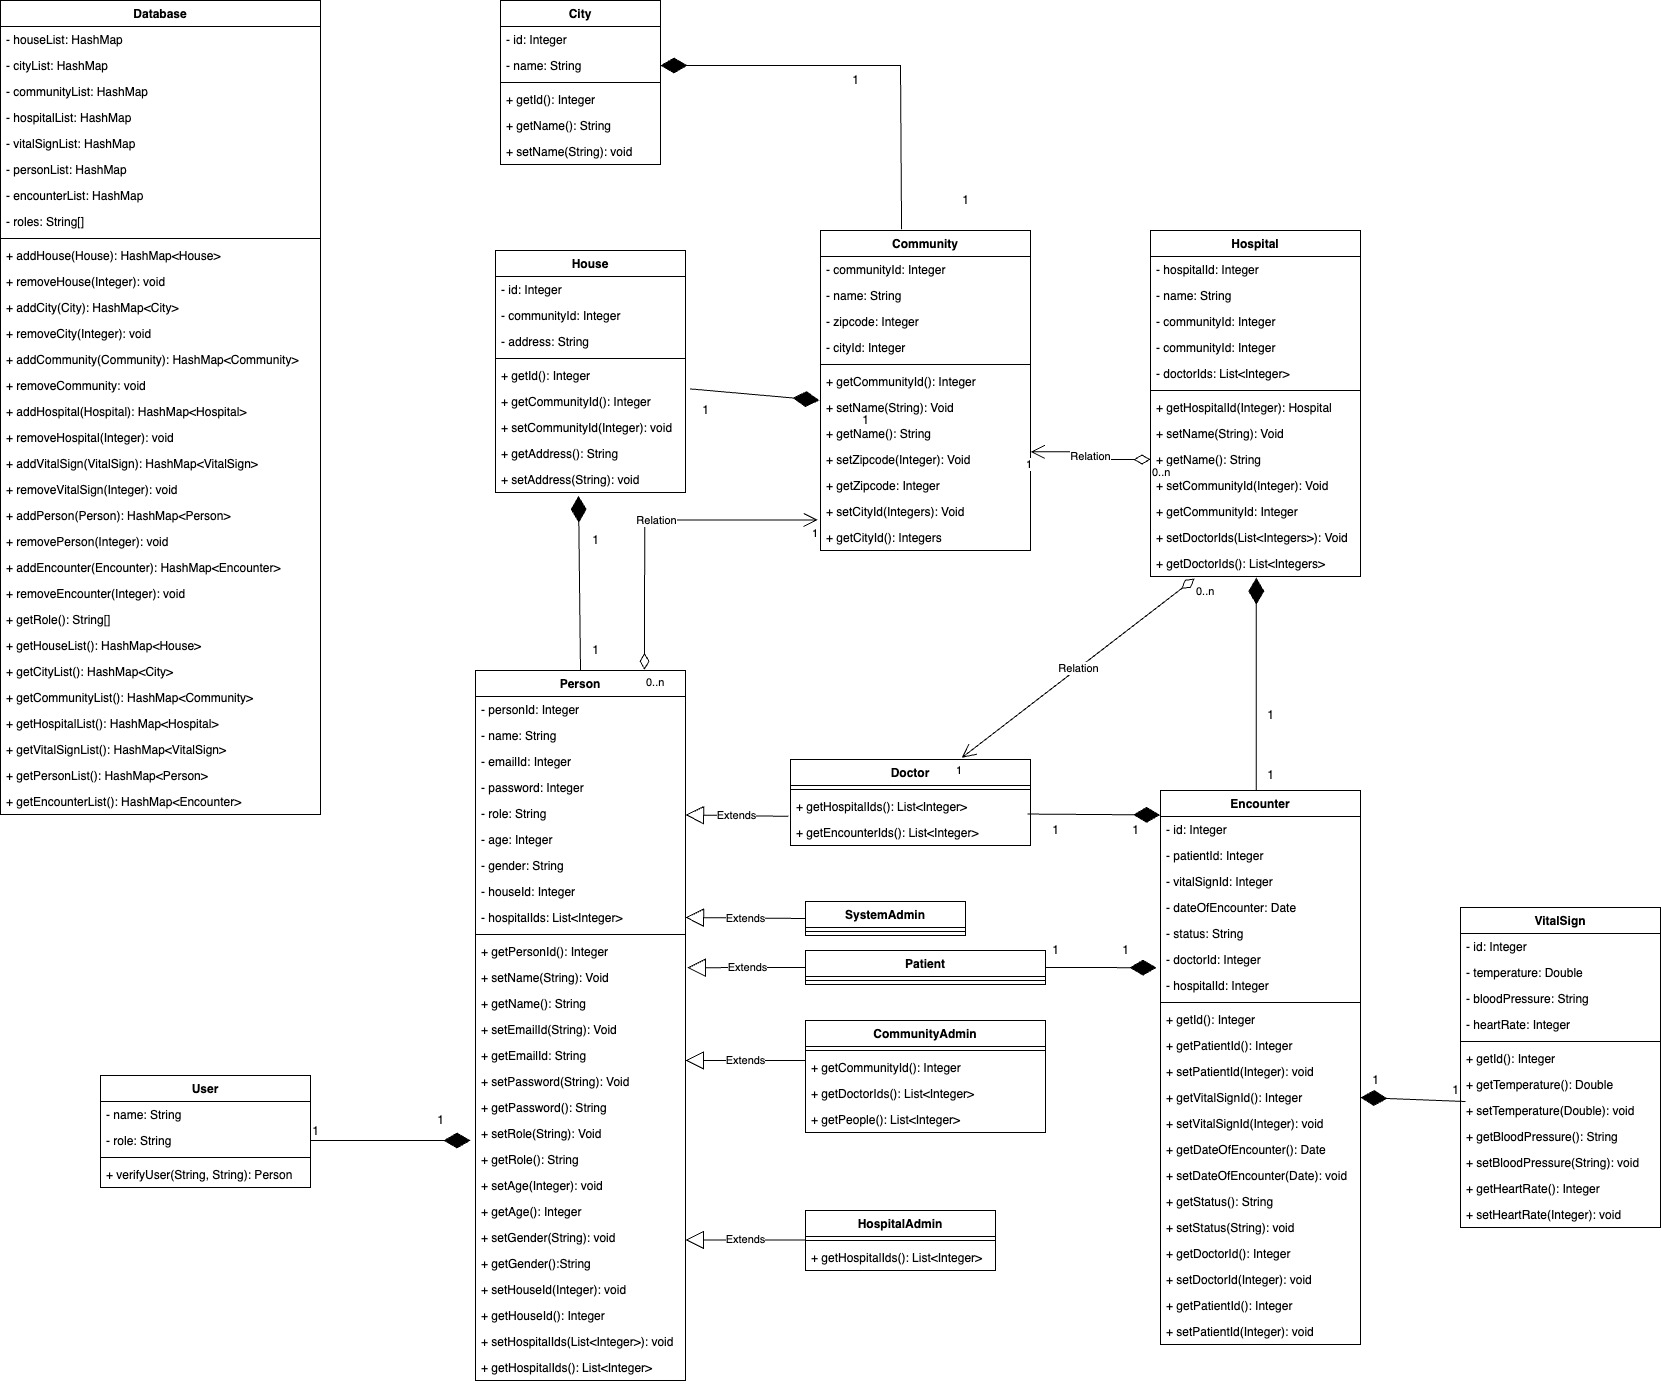 Database
- houseList: HashMap
- cityList: HashMap
- communityList: HashMap
- hospitalList: HashMap
- vitalSignList: HashMap
- personList: HashMap
- encounterList: HashMap
- roles: String[]
+ addHouse(House): HashMap<House>
+ removeHouse(Integer): void
+ addCity(City): HashMap<City>
+ removeCity(Integer): void
+ addCommunity(Community): HashMap<Community>
+ removeCommunity: void
+ addHospital(Hospital): HashMap<Hospital>
+ removeHospital(Integer): void
+ addVitalSign(VitalSign): HashMap<VitalSign>
+ removeVitalSign(Integer): void
+ addPerson(Person): HashMap<Person>
+ removePerson(Integer): void
+ addEncounter(Encounter): HashMap<Encounter>
+ removeEncounter(Integer): void
+ getRole(): String[]
+ getHouseList(): HashMap<House>
+ getCityList(): HashMap<City>
+ getCommunityList(): HashMap<Community>
+ getHospitalList(): HashMap<Hospital>
+ getVitalSignList(): HashMap<VitalSign>
+ getPersonList(): HashMap<Person>
+ getEncounterList(): HashMap<Encounter>
City
- id: Integer
- name: String
+ getId(): Integer
+ getName(): String
+ setName(String): void
1
1
House
- id: Integer
- communityId: Integer
- address: String
+ getId(): Integer
+ getCommunityId(): Integer
+ setCommunityId(Integer): void
+ getAddress(): String
+ setAddress(String): void
1
Community
- communityId: Integer
- name: String
- zipcode: Integer
- cityId: Integer
+ getCommunityId(): Integer
+ setName(String): Void
1
+ getName(): String
+ setZipcode(Integer): Void
+ getZipcode: Integer
+ setCityId(Integers): Void
+ getCityId(): Integers
1
Relation
Hospital
- hospitalId: Integer
- name: String
- communityId: Integer
- communityId: Integer
- doctorIds: List<Integer>
+ getHospitalId(Integer): Hospital
+ setName(String): Void
+ getName(): String
0..n
+ setCommunityId(Integer): Void
+ getCommunityId: Integer
+ setDoctorIds(List<Integers>): Void
+ getDoctorIds(): List<Integers>
Relation
1
1
1
0..n
0..n
Relation
1
1
1
Person
- personId: Integer
- name: String
- emailId: Integer
- password: Integer
- role: String
- age: Integer
- gender: String
- houseId: Integer
- hospitalIds: List<Integer>
+ getPersonId(): Integer
+ setName(String): Void
+ getName(): String
+ setEmailId(String): Void
+ getEmailId: String
+ setPassword(String): Void
+ getPassword(): String
+ setRole(String): Void
+ getRole(): String
+ setAge(Integer): void
+ getAge(): Integer
+ setGender(String): void
+ getGender():String
+ setHouseId(Integer): void
+ getHouseId(): Integer
+ setHospitalIds(List<Integer>): void
+ getHospitalIds(): List<Integer>
Doctor
1
+ getHospitalIds(): List<Integer>
+ getEncounterIds(): List<Integer>
Extends
1
1
SystemAdmin
Extends
Patient
Extends
1
1
CommunityAdmin
+ getCommunityId(): Integer
+ getDoctorIds(): List<Integer>
+ getPeople(): List<Integer>
Extends
HospitalAdmin
+ getHospitalIds(): List<Integer>
Extends
Encounter
- id: Integer
- patientId: Integer
- vitalSignId: Integer
- dateOfEncounter: Date
- status: String
- doctorId: Integer
- hospitalId: Integer
+ getId(): Integer
+ getPatientId(): Integer
+ setPatientId(Integer): void
+ getVitalSignId(): Integer
+ setVitalSignId(Integer): void
+ getDateOfEncounter(): Date
+ setDateOfEncounter(Date): void
+ getStatus(): String
+ setStatus(String): void
+ getDoctorId(): Integer
+ setDoctorId(Integer): void
+ getPatientId(): Integer
+ setPatientId(Integer): void
1
1
VitalSign
- id: Integer
- temperature: Double
- bloodPressure: String
- heartRate: Integer
+ getId(): Integer
+ getTemperature(): Double
+ setTemperature(Double): void
+ getBloodPressure(): String
+ setBloodPressure(String): void
+ getHeartRate(): Integer
+ setHeartRate(Integer): void
User
- name: String
- role: String
+ verifyUser(String, String): Person
1
1